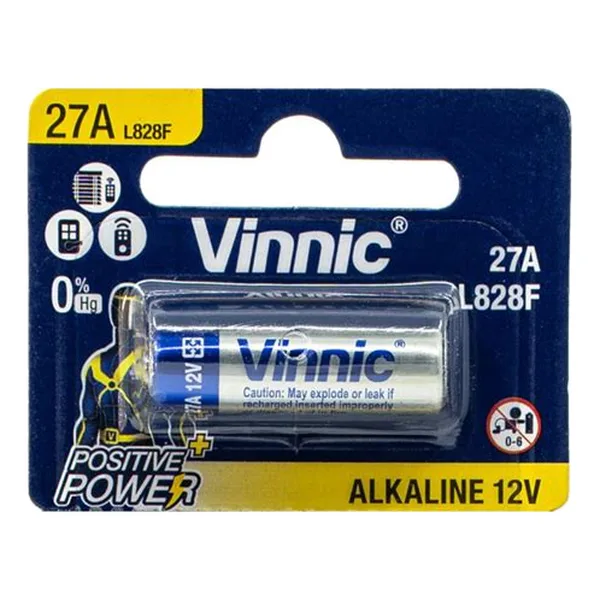 27A L828F
Vinnic®
27A
L828F
0% Hg
Vinnic®
27A 12V +
Caution: May explode or leak if
recharged inserted improperly
0-6
V
POSITIVE +
POWER
ALKALINE 12V